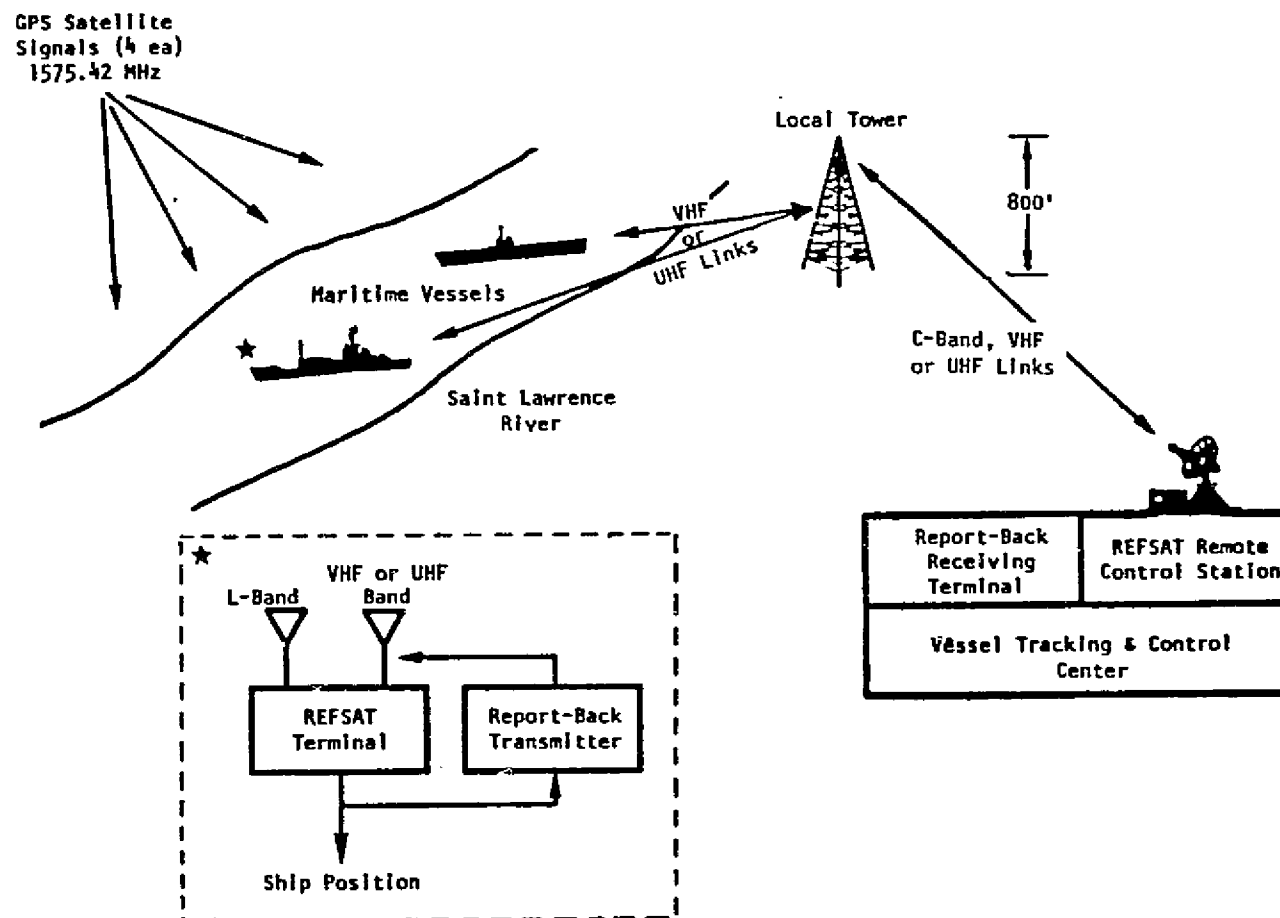 GPS Satellite
Signals (4 ea)
1575.42 MHz
Local Tower
800'
VHF
or
UHF Links
Maritime Vessels
C-Band, VHF
or UHF Links
Saint Lawrence
River
Report-Back
Receiving
Terminal
REFSAT Remote
Control Station
Vessel Tracking & Control
Center
VHF or UHF
L-Band
Band
REFSAT
Terminal
Report-Back
Transmitter
Ship Position